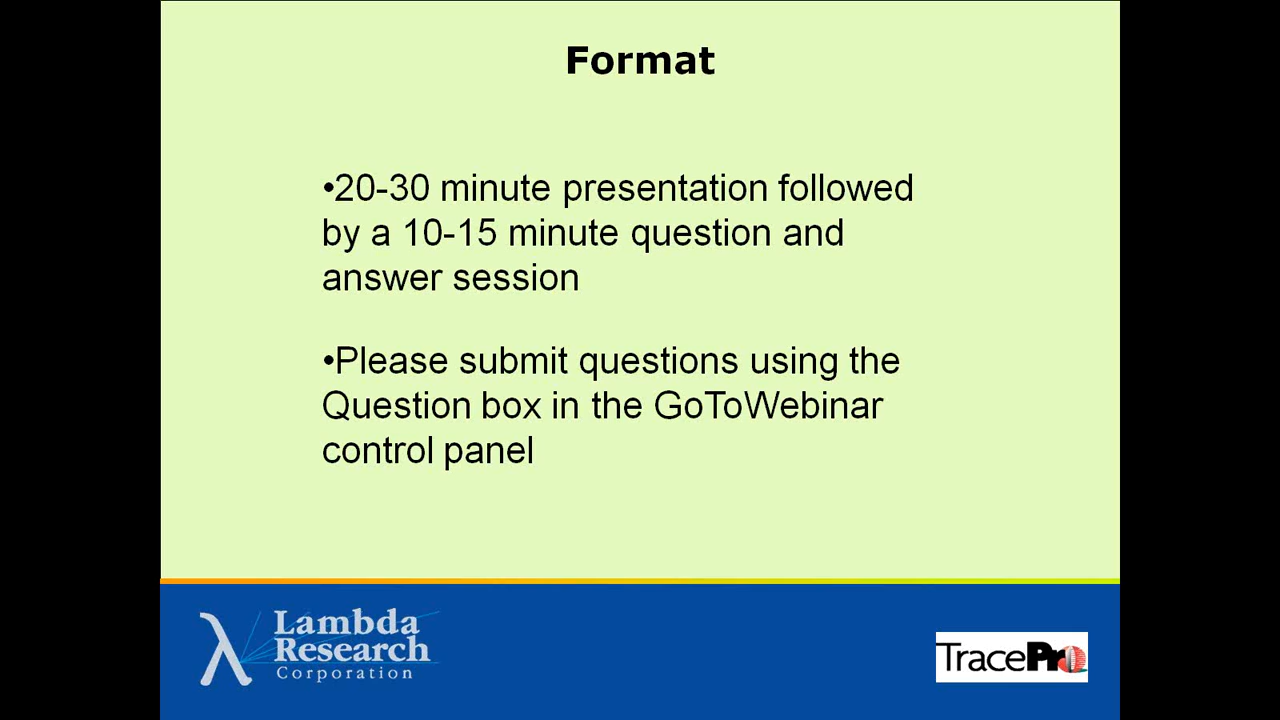 Format
•20-30 minute presentation followed
by a 10-15 minute question and
answer session
•Please submit questions using the
Question box in the GoToWebinar
control panel
λ Lambda
Research
Corporation
TracePro